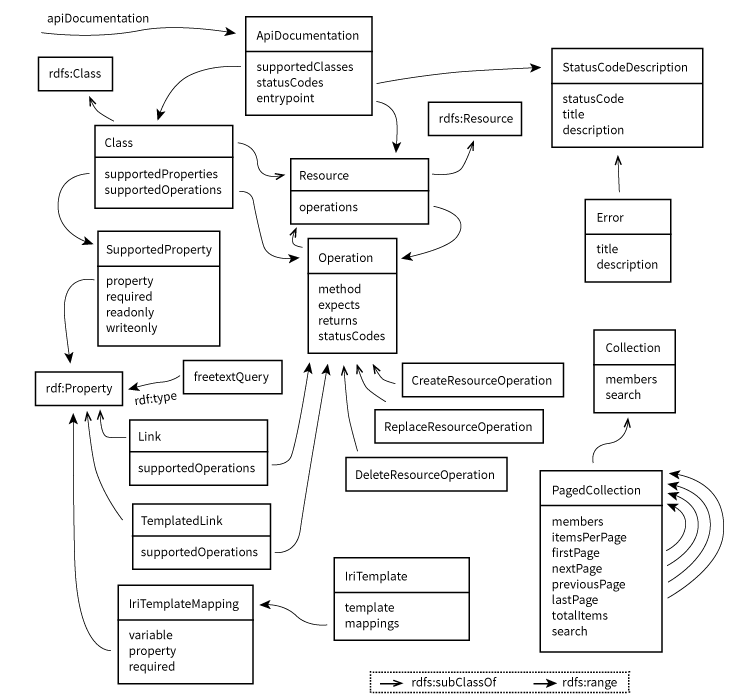 apiDocumentation
ApiDocumentation
supportedClasses
statusCodes
entrypoint
rdfs:Class
StatusCodeDescription
statusCode
title
description
rdfs:Resource
Class
supportedProperties
supportedOperations
Resource
operations
Error
title
description
SupportedProperty
property
required
readonly
writeonly
Operation
method
expects
returns
statusCodes
Collection
members
search
rdf:Property
freetextQuery
rdf:type
CreateResourceOperation
ReplaceResourceOperation
DeleteResourceOperation
Link
supportedOperations
TemplatedLink
supportedOperations
PagedCollection
members
itemsPerPage
firstPage
nextPage
previousPage
lastPage
totalItems
search
IriTemplate
template
mappings
IriTemplateMapping
variable
property
required
rdfs:subClassOf
rdfs:range